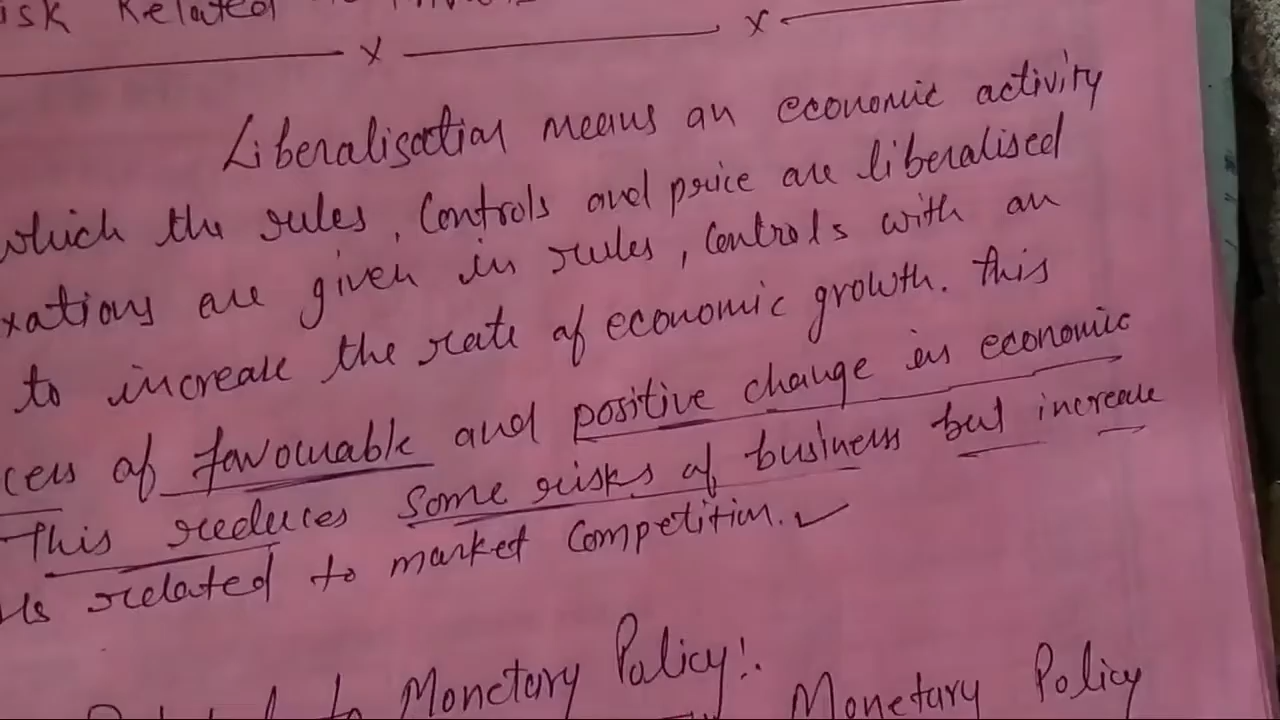 isk Related
Liberalisation means an economic activity
which the rules, Controls and price are liberalised
xations are given in rules, Controls with an
to increase the rate of economic growth. This
cess of favouable and positive change in economic
This reduces some risks of business but increase
related to market Competition.
to Monetary Policy:.
Monetary Policy